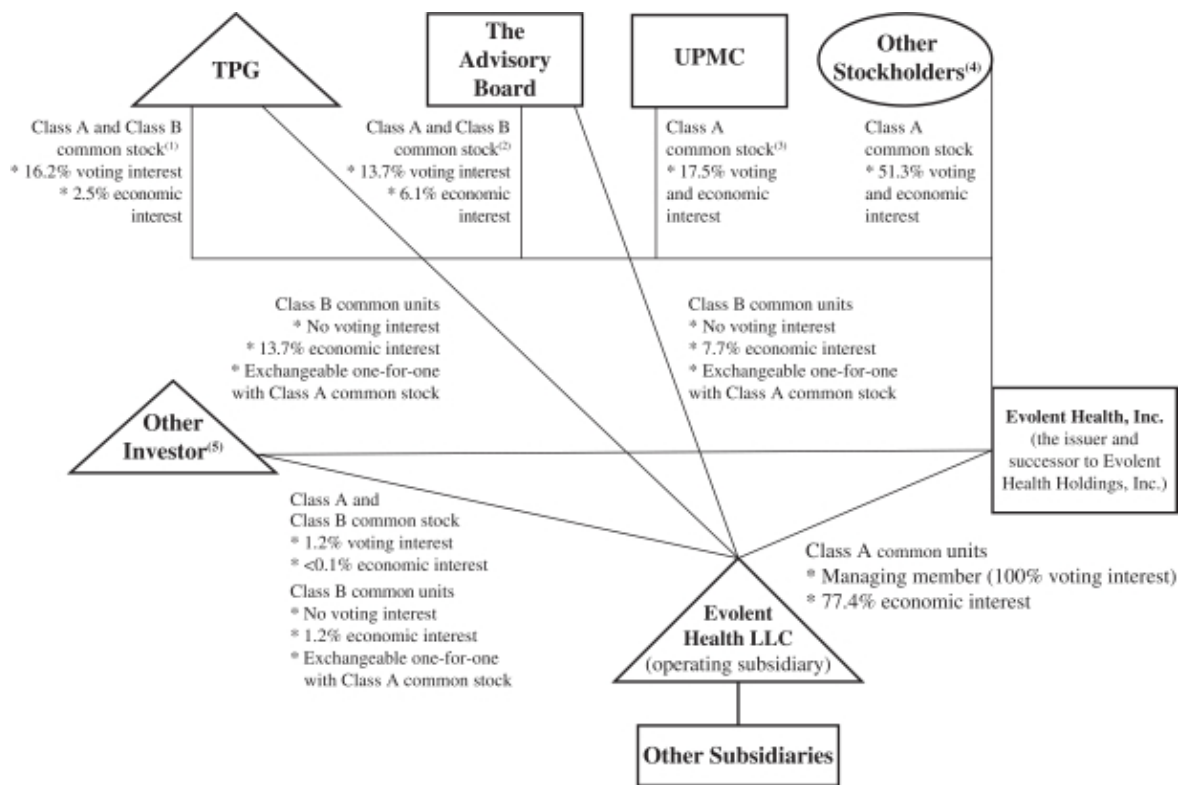 TPG
The
Advisory
Board
UPMC
Other
Stockholders(4)
Class A and Class B
common stock(1)
* 16.2% voting interest
* 2.5% economic
interest
Class A and Class B
common stock(2)
* 13.7% voting interest
* 6.1% economic
interest
Class A
common stock(3)
* 17.5% voting
and economic
interest
Class A
common stock
* 51.3% voting
and economic
interest
Class B common units
* No voting interest
* 13.7% economic interest
* Exchangeable one-for-one
with Class A common stock
Class B common units
* No voting interest
* 7.7% economic interest
* Exchangeable one-for-one
with Class A common stock
Other
Investor(5)
Evolent Health, Inc.
(the issuer and
successor to Evolent
Health Holdings, Inc.)
Class A and
Class B common stock
* 1.2% voting interest
* <0.1% economic interest
Class B common units
* No voting interest
* 1.2% economic interest
* Exchangeable one-for-one
with Class A common stock
Class A common units
* Managing member (100% voting interest)
* 77.4% economic interest
Evolent
Health LLC
(operating subsidiary)
Other Subsidiaries